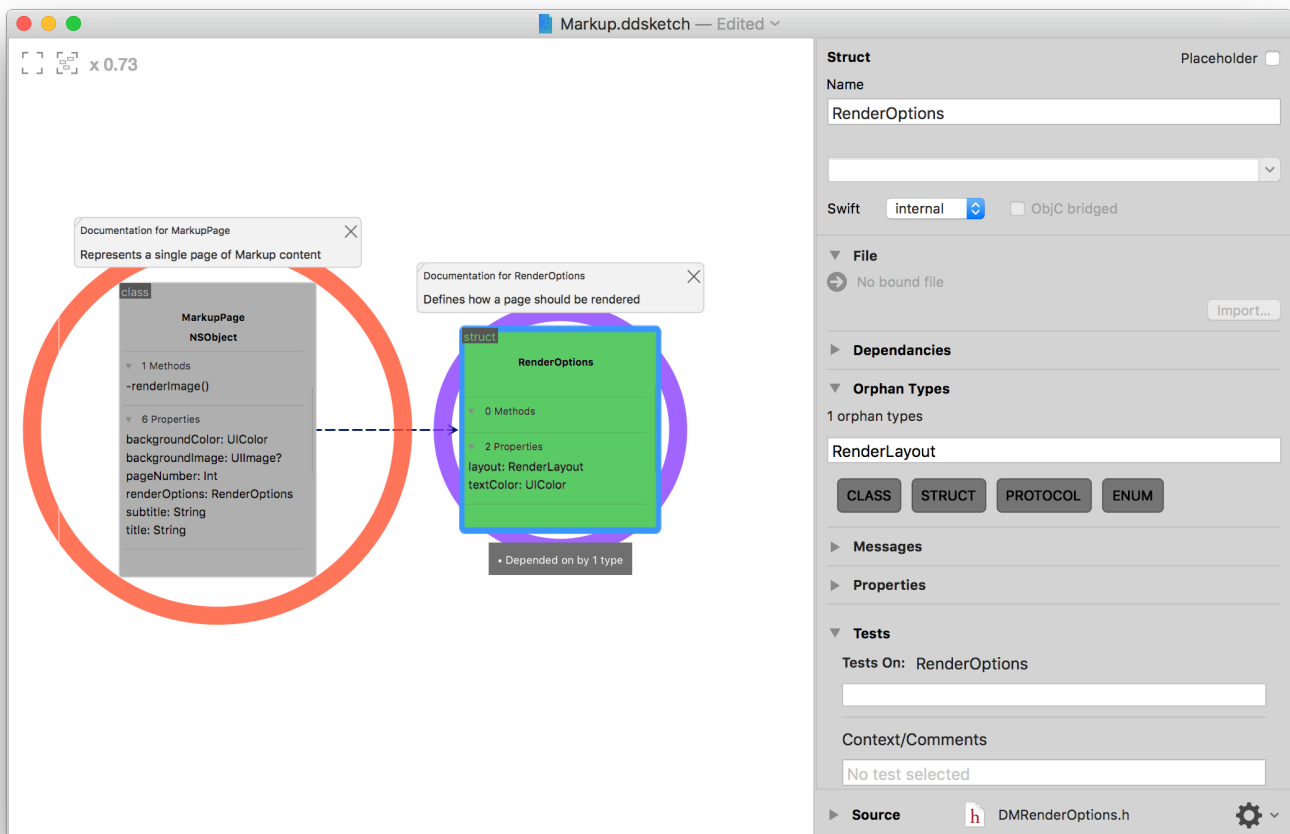 Markup.ddsketch — Edited
x 0.73
Documentation for MarkupPage
Represents a single page of Markup content
class
MarkupPage
NSObject
1 Methods
-renderImage()
6 Properties
backgroundColor: UIColor
backgroundImage: UIImage?
pageNumber: Int
renderOptions: RenderOptions
subtitle: String
title: String
Documentation for RenderOptions
Defines how a page should be rendered
struct
RenderOptions
0 Methods
2 Properties
layout: RenderLayout
textColor: UIColor
• Depended on by 1 type
Struct
Placeholder
Name
RenderOptions
Swift internal ObjC bridged
File
No bound file
Import...
Dependancies
Orphan Types
1 orphan types
RenderLayout
CLASS STRUCT PROTOCOL ENUM
Messages
Properties
Tests
Tests On: RenderOptions
Context/Comments
No test selected
Source h DMRenderOptions.h